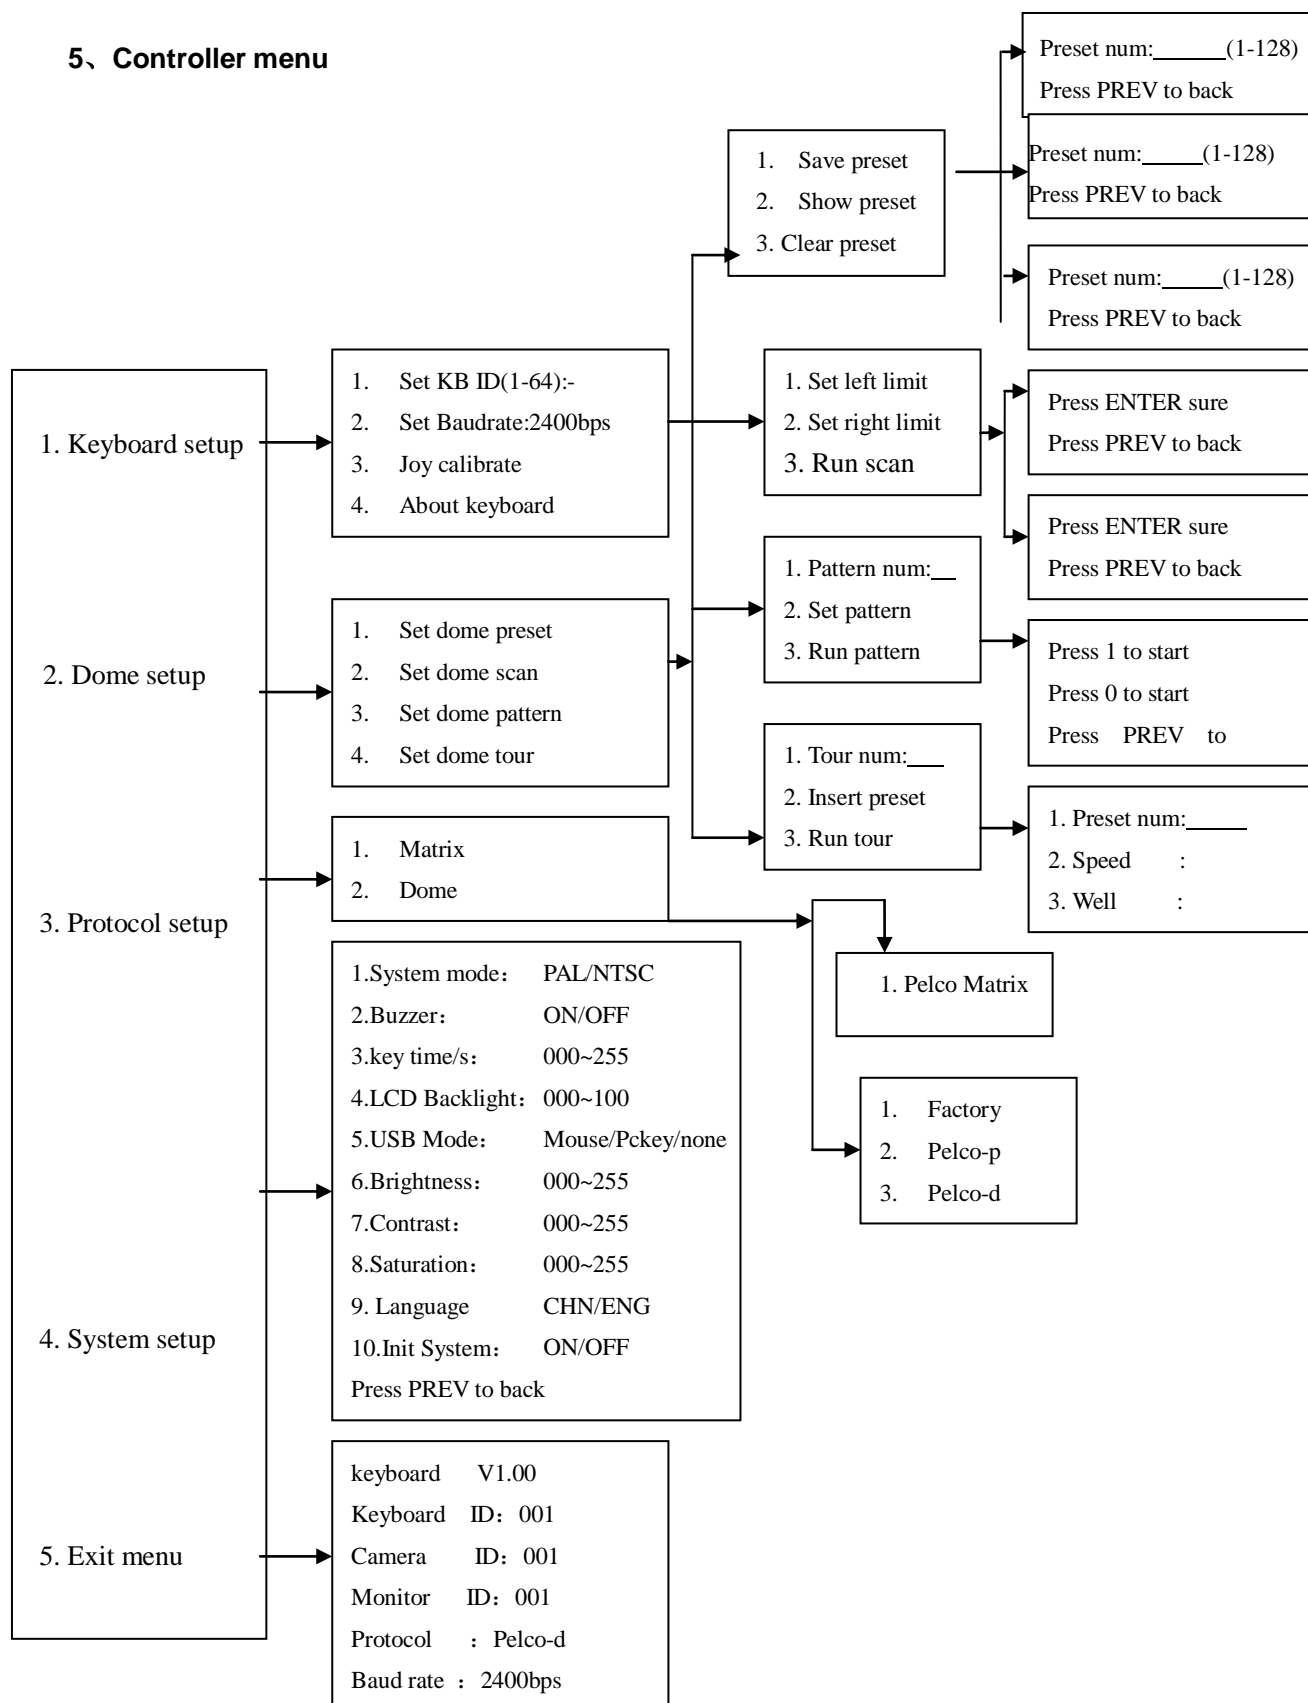 5、Controller menu
Preset num:______(1-128)
Press PREV to back
Preset num:_____(1-128)
Press PREV to back
Preset num:_____(1-128)
Press PREV to back
1. Save preset
2. Show preset
3. Clear preset
1. Keyboard setup
2. Dome setup
3. Protocol setup
4. System setup
5. Exit menu
1. Set KB ID(1-64):-
2. Set Baudrate:2400bps
3. Joy calibrate
4. About keyboard
1. Set left limit
2. Set right limit
3. Run scan
Press ENTER sure
Press PREV to back
Press ENTER sure
Press PREV to back
1. Set dome preset
2. Set dome scan
3. Set dome pattern
4. Set dome tour
1. Pattern num:__
2. Set pattern
3. Run pattern
Press 1 to start
Press 0 to start
Press PREV to
1. Tour num:___
2. Insert preset
3. Run tour
1. Preset num:_____
2. Speed :
3. Well :
1. Matrix
2. Dome
1. Pelco Matrix
1. Factory
2. Pelco-p
3. Pelco-d
1.System mode： PAL/NTSC
2.Buzzer： ON/OFF
3.key time/s： 000~255
4.LCD Backlight： 000~100
5.USB Mode： Mouse/Pckey/none
6.Brightness： 000~255
7.Contrast： 000~255
8.Saturation： 000~255
9. Language CHN/ENG
10.Init System： ON/OFF
Press PREV to back
keyboard V1.00
Keyboard ID：001
Camera ID：001
Monitor ID：001
Protocol ：Pelco-d
Baud rate ：2400bps